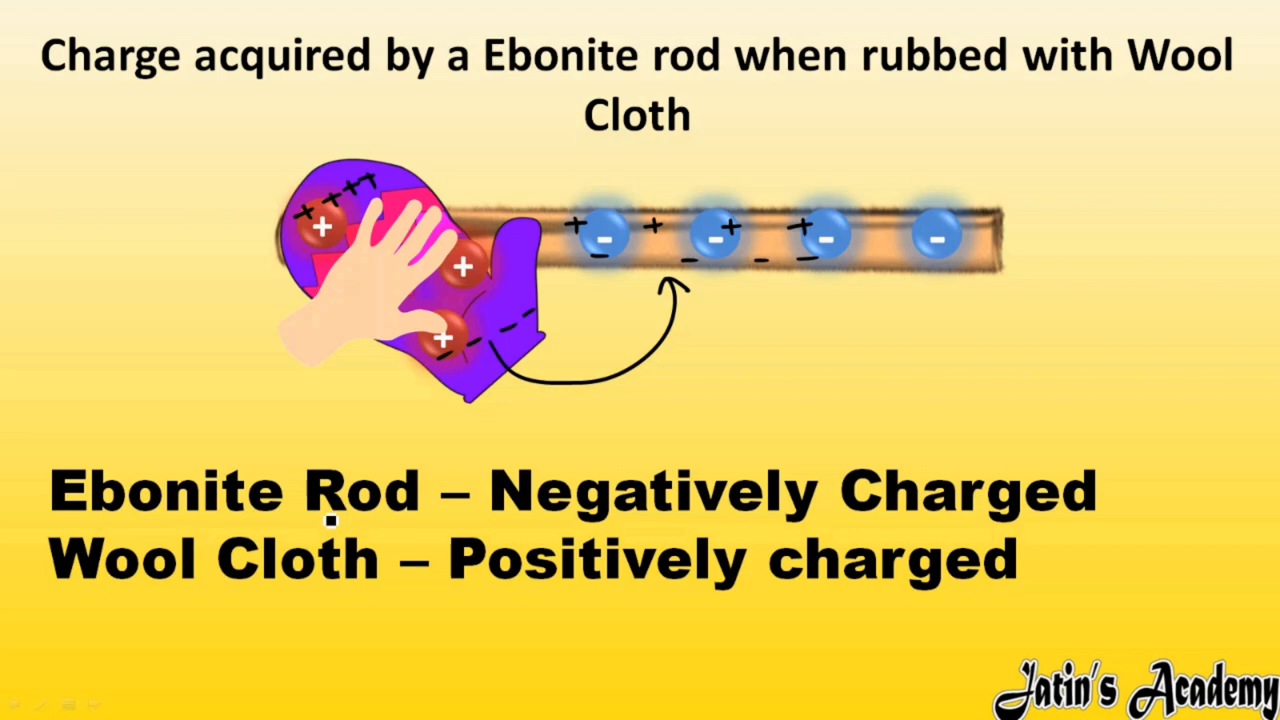 Charge acquired by a Ebonite rod when rubbed with Wool
Cloth
+ + + +
+ - + - + - -
+ + + +
- - - -
+
+
- - - -
Ebonite Rod – Negatively Charged
Wool Cloth – Positively charged
Jatin's Academy